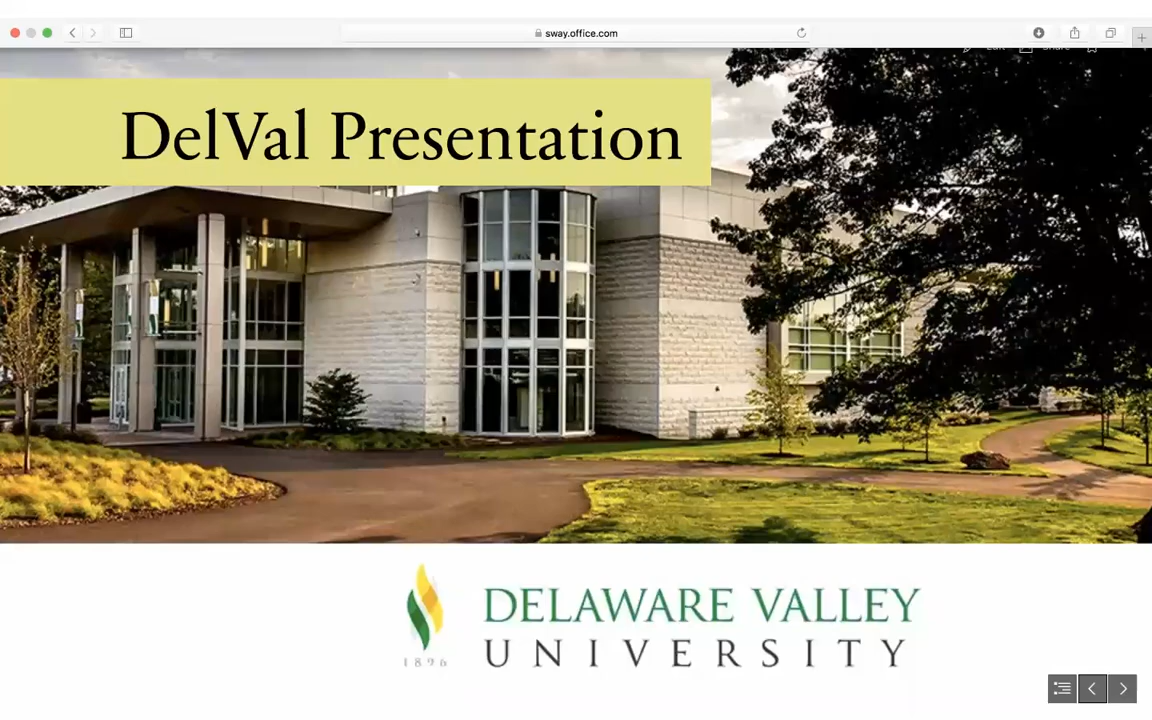 sway.office.com
DelVal Presentation
DELAWARE VALLEY
1896
UNIVERSITY